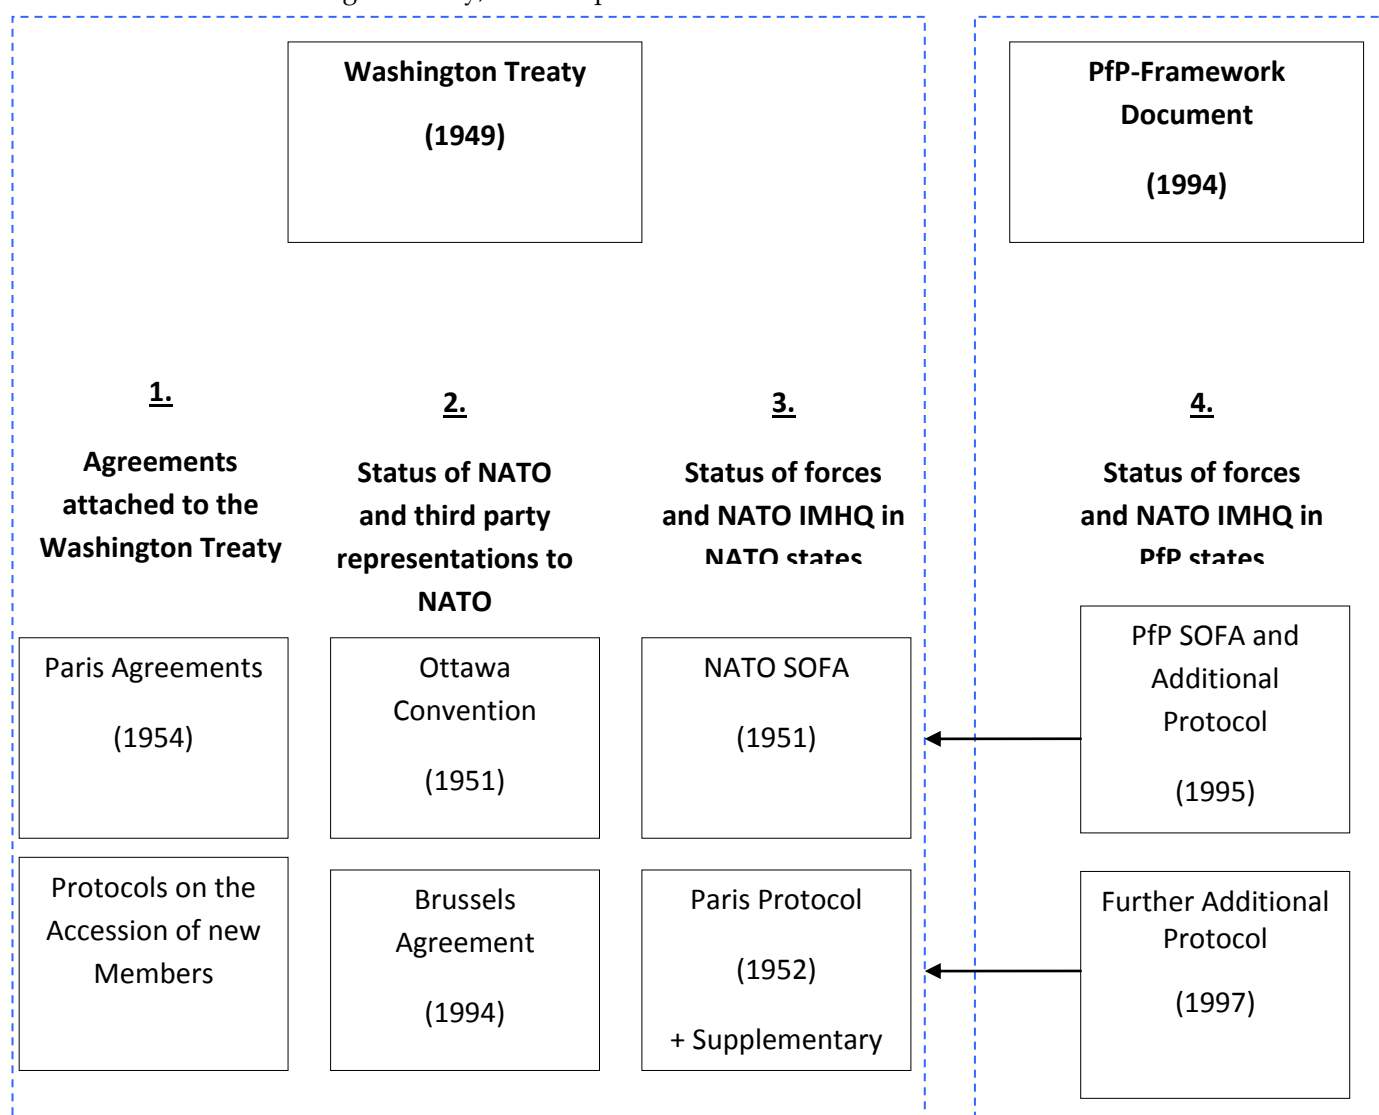 Washington Treaty
(1949)
PfP-Framework
Document
(1994)
1.
Agreements
attached to the
Washington Treaty
2.
Status of NATO
and third party
representations to
NATO
3.
Status of forces
and NATO IMHQ in
NATO states
4.
Status of forces
and NATO IMHQ in
PfP states
Paris Agreements
(1954)
Ottawa
Convention
(1951)
NATO SOFA
(1951)
PfP SOFA and
Additional
Protocol
(1995)
Protocols on the
Accession of new
Members
Brussels
Agreement
(1994)
Paris Protocol
(1952)
+ Supplementary
Further Additional
Protocol
(1997)